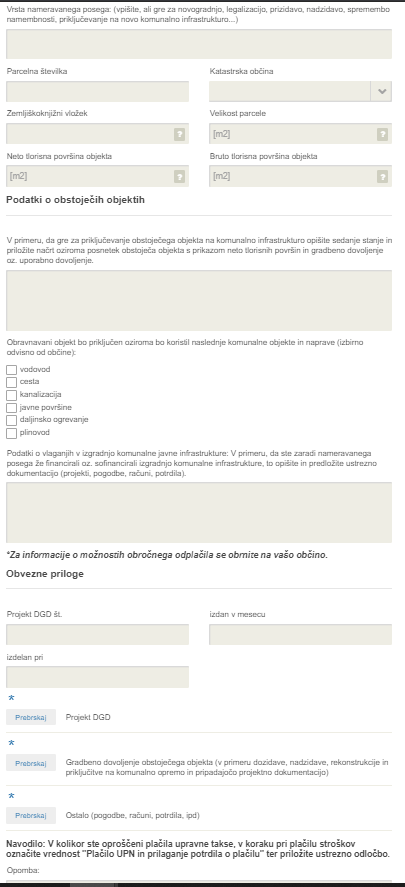 Vrsta nameravanega posega: (vpišite, ali gre za novogradnjo, legalizacijo, prizidavo, nadzidavo, spremembo
namembnosti, priključevanje na novo komunalno infrastrukturo...)
Parcelna številka
Katastrska občina
Zemljiškoknjižni vložek
Velikost parcele
?
[m2]
?
Neto tlorisna površina objekta
Bruto tlorisna površina objekta
[m2]
?
[m2]
?
Podatki o obstoječih objektih
V primeru, da gre za priključevanje obstoječega objekta na komunalno infrastrukturo opišite sedanje stanje in
priložite načrt oziroma posnetek obstoječa objekta s prikazom neto tlorisnih površin in gradbeno dovoljenje
oz. uporabno dovoljenje.
Obravnavani objekt bo priključen oziroma bo koristil naslednje komunalne objekte in naprave (izbirno
odvisno od občine):
vodovod
cesta
kanalizacija
javne površine
daljinsko ogrevanje
plinovod
Podatki o vlaganjih v izgradnjo komunalne javne infrastrukture: V primeru, da ste zaradi nameravanega
posega že financirali oz. sofinancirali izgradnjo komunalne infrastrukture, to opišite in predložite ustrezno
dokumentacijo (projekti, pogodbe, računi, potrdila).
*Za informacije o možnostih obročnega odplačila se obrnite na vašo občino.
Obvezne priloge
Projekt DGD št.
izdan v mesecu
izdelan pri
*
Prebrskaj Projekt DGD
*
Prebrskaj Gradbeno dovoljenje obstoječega objekta (v primeru dozidave, nadzidave, rekonstrukcije in
priključitve na komunalno opremo in pripadajočo projektno dokumentacijo)
*
Prebrskaj Ostalo (pogodbe, računi, potrdila, ipd)
Navodilo: V kolikor ste oproščeni plačila upravne takse, v koraku pri plačilu stroškov
označite vrednost "Plačilo UPN in prilaganje potrdila o plačilu" ter priložite ustrezno odločbo.
Opomba: